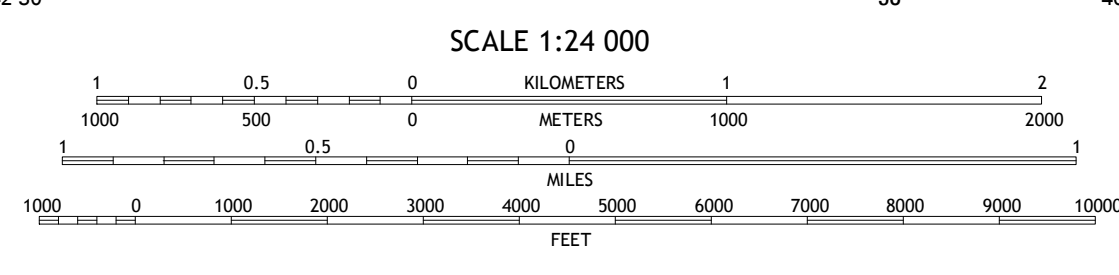 SCALE 1:24 000
1 0.5 0 KILOMETERS 1 2
1000 500 0 METERS 1000 2000
1 0.5 0 1
MILES
1000 0 1000 2000 3000 4000 5000 6000 7000 8000 9000 10000
FEET